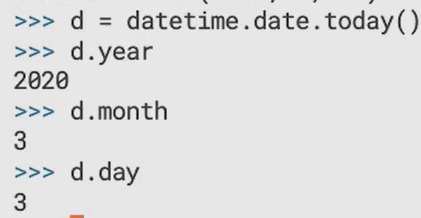 >>> d = datetime.date.today()
>>> d.year
2020
>>> d.month
3
>>> d.day
3